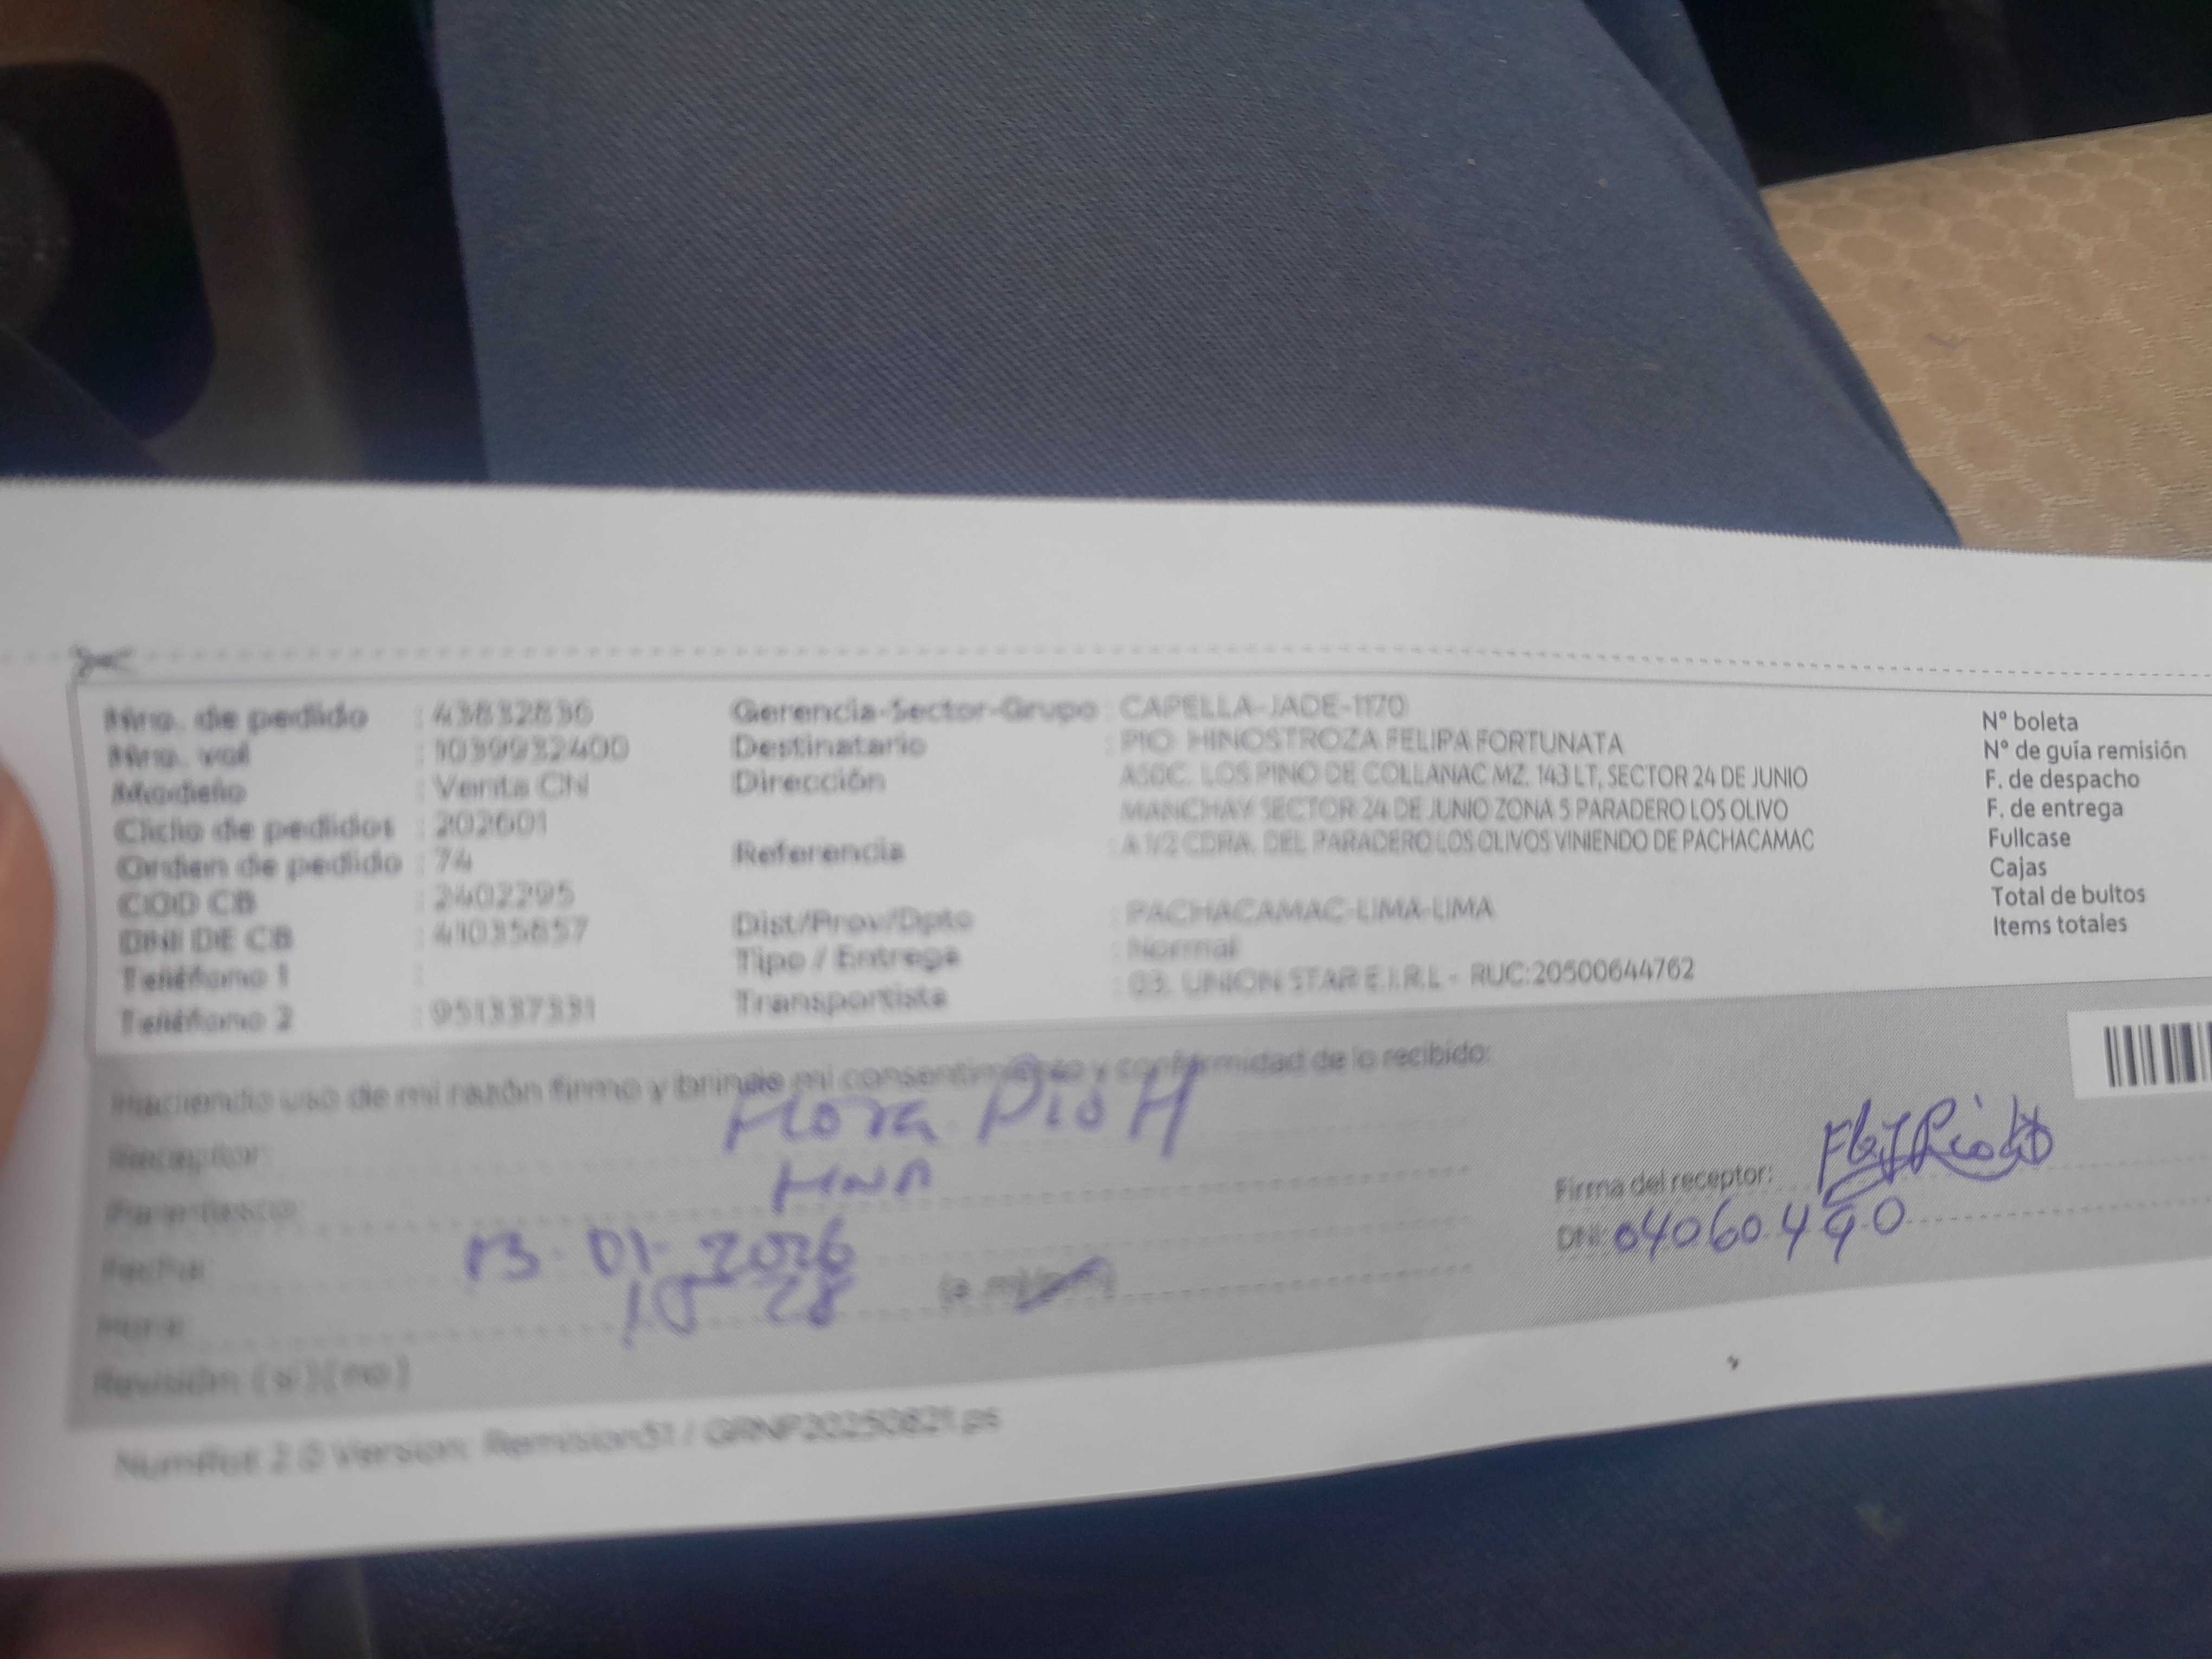 Nro. de pedido : 43832836
Nro. vol : 1039932400
Modelo : Venta CN
Ciclo de pedidos : 202601
Orden de pedido : 74
COD CB : 2402295
DNI DE CB : 41035857
Teléfono 1 :
Teléfono 2 : 951337331
Gerencia-Sector-Grupo : CAPELLA-JADE-1170
Destinatario : PIO HINOSTROZA FELIPA FORTUNATA
Dirección ASOC. LOS PINO DE COLLANAC MZ. 143 LT, SECTOR 24 DE JUNIO
MANCHAY SECTOR 24 DE JUNIO ZONA 5 PARADERO LOS OLIVO
Referencia : A 1/2 CDRA. DEL PARADERO LOS OLIVOS VINIENDO DE PACHACAMAC
Dist/Prov/Dpto : PACHACAMAC-LIMA-LIMA
Tipo / Entrega : Normal
Transportista : 03. UNION STAR E.I.R.L - RUC:20500644762
N° boleta
N° de guía remisión
F. de despacho
F. de entrega
Fullcase
Cajas
Total de bultos
Items totales
Haciendo uso de mi razón firmo y brindo mi consentimiento y conformidad de lo recibido:
Receptor: Flora Pio H
Parentesco: HNA
Fecha: 13-01-2026
Hora: 10 28 (a.m)(p.m)
Revisión (si)(no)
Firma del receptor:
DNI: 04060490
NumRot 2.0 Version: Remision31 / GRNP20250821.ps